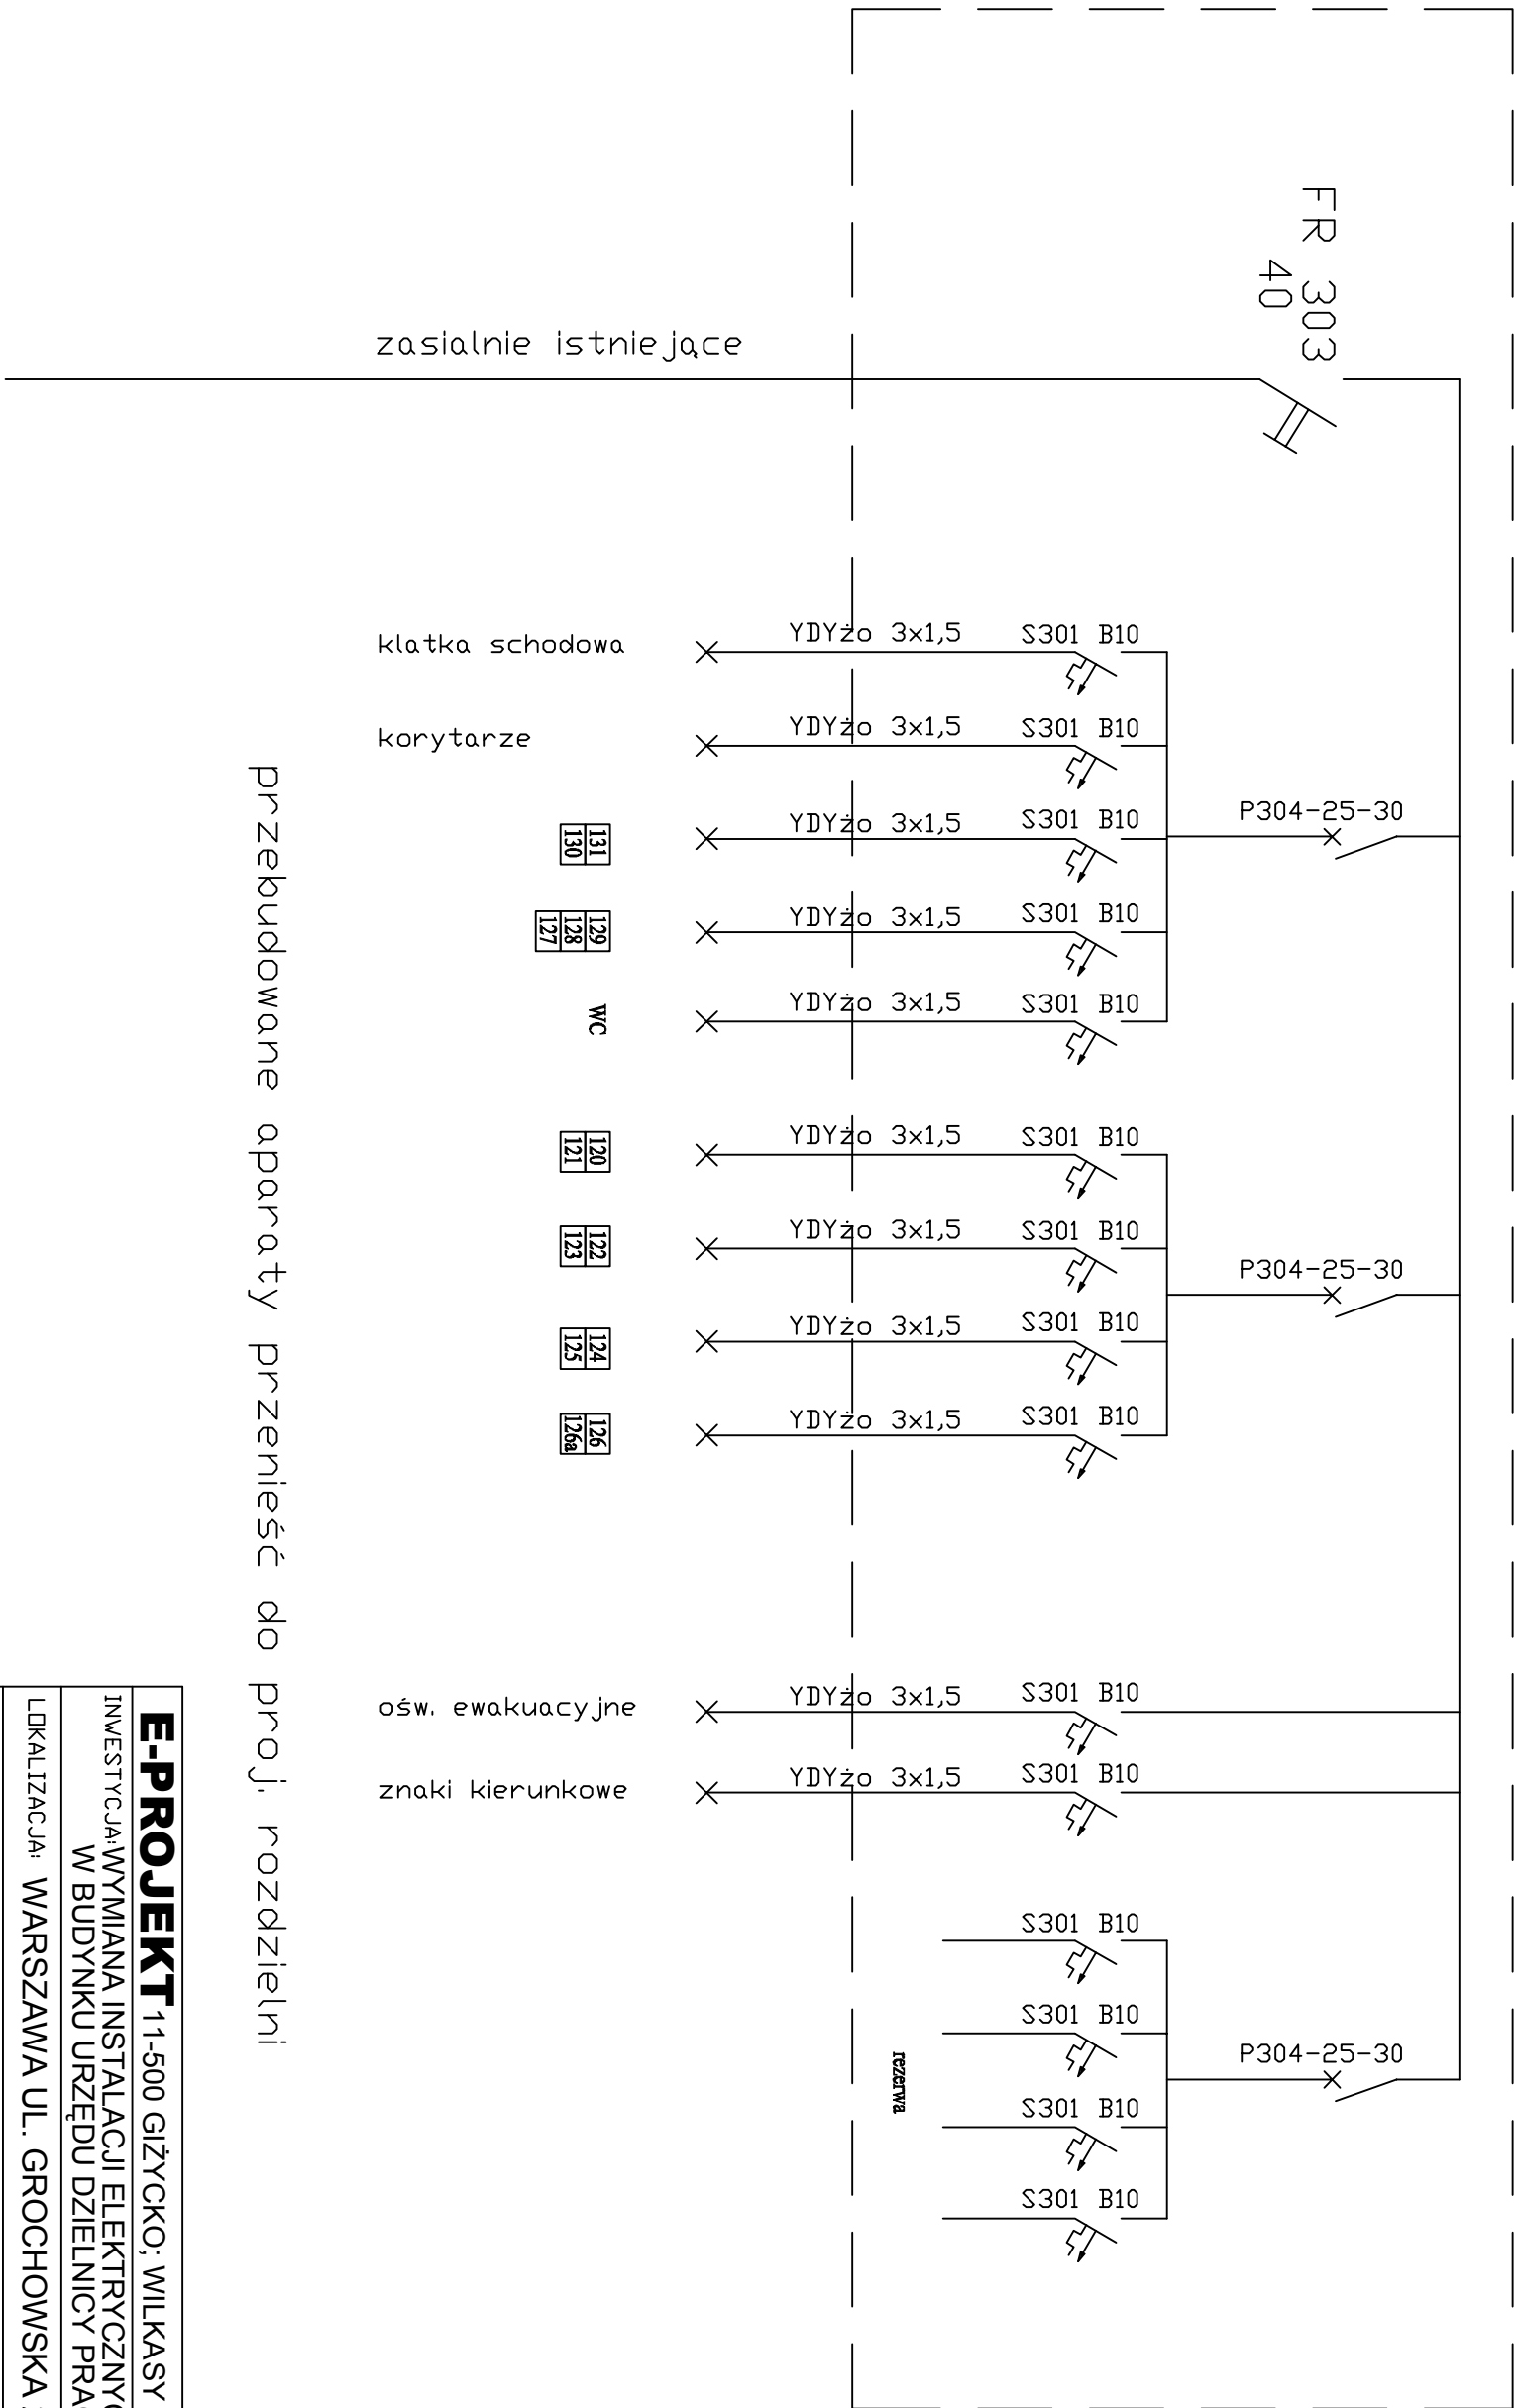 FR 303
40
zasialnie istniejące
klatka schodowa
YDYżo 3x1,5
S301 B10
korytarze
YDYżo 3x1,5
S301 B10
P304-25-30
131
130
YDYżo 3x1,5
S301 B10
129
128
127
YDYżo 3x1,5
S301 B10
WC
YDYżo 3x1,5
S301 B10
120
121
YDYżo 3x1,5
S301 B10
122
123
YDYżo 3x1,5
S301 B10
P304-25-30
124
125
YDYżo 3x1,5
S301 B10
126
126a
YDYżo 3x1,5
S301 B10
ośw. ewakuacyjne
YDYżo 3x1,5
S301 B10
znaki kierunkowe
YDYżo 3x1,5
S301 B10
S301 B10
S301 B10
P304-25-30
rezerwa
S301 B10
S301 B10
przebudowane aparaty przenieść do proj. rozdzielni
E-PROJEKT 11-500 GIŻYCKO; WILKASY
INWESTYCJA: WYMIANA INSTALACJI ELEKTRYCZNYC
W BUDYNKU URZĘDU DZIELNICY PRA
LOKALIZACJA: WARSZAWA UL. GROCHOWSKA